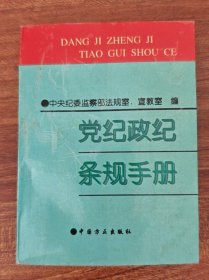 DANG JI ZHENG JI
TIAO GUI SHOU CE
●中央纪委监察部法规室 宣教室 编
党纪政纪
条规手册
中国方正出版社